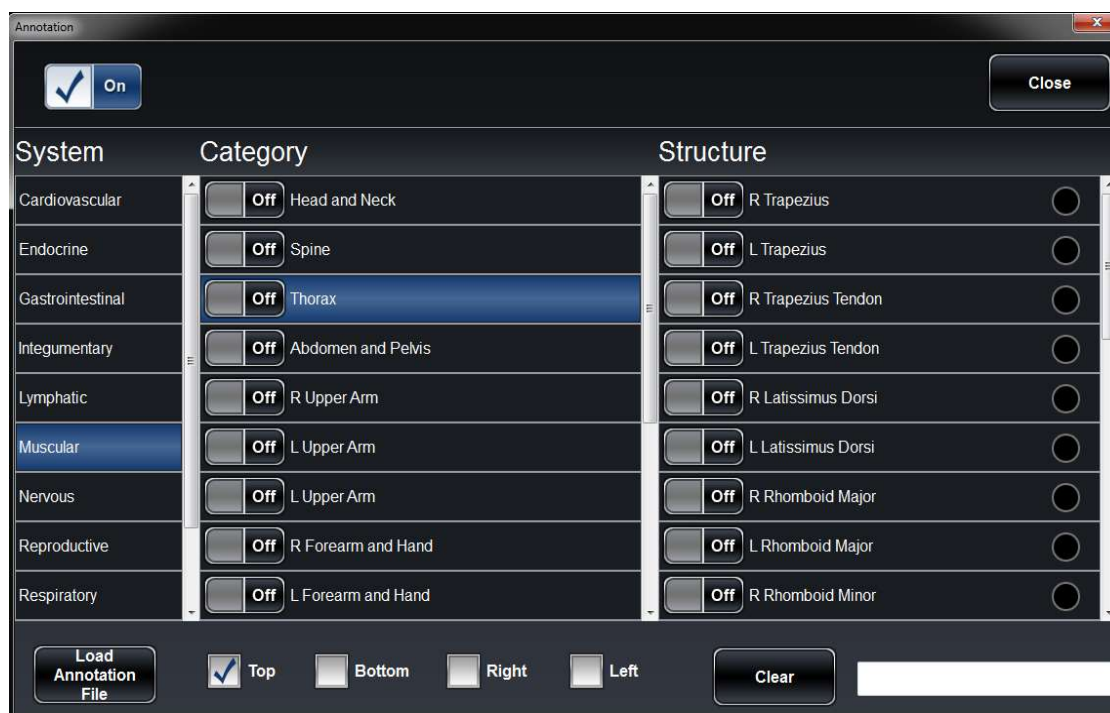 Annotation
On
Close
System
Category
Structure
Cardiovascular
Off Head and Neck
Off R Trapezius
Endocrine
Off Spine
Off L Trapezius
Gastrointestinal
Off Thorax
Off R Trapezius Tendon
Integumentary
Off Abdomen and Pelvis
Off L Trapezius Tendon
Lymphatic
Off R Upper Arm
Off R Latissimus Dorsi
Muscular
Off L Upper Arm
Off L Latissimus Dorsi
Nervous
Off L Upper Arm
Off R Rhomboid Major
Reproductive
Off R Forearm and Hand
Off L Rhomboid Major
Respiratory
Off L Forearm and Hand
Off R Rhomboid Minor
Load
Annotation
File
Top
Bottom
Right
Left
Clear